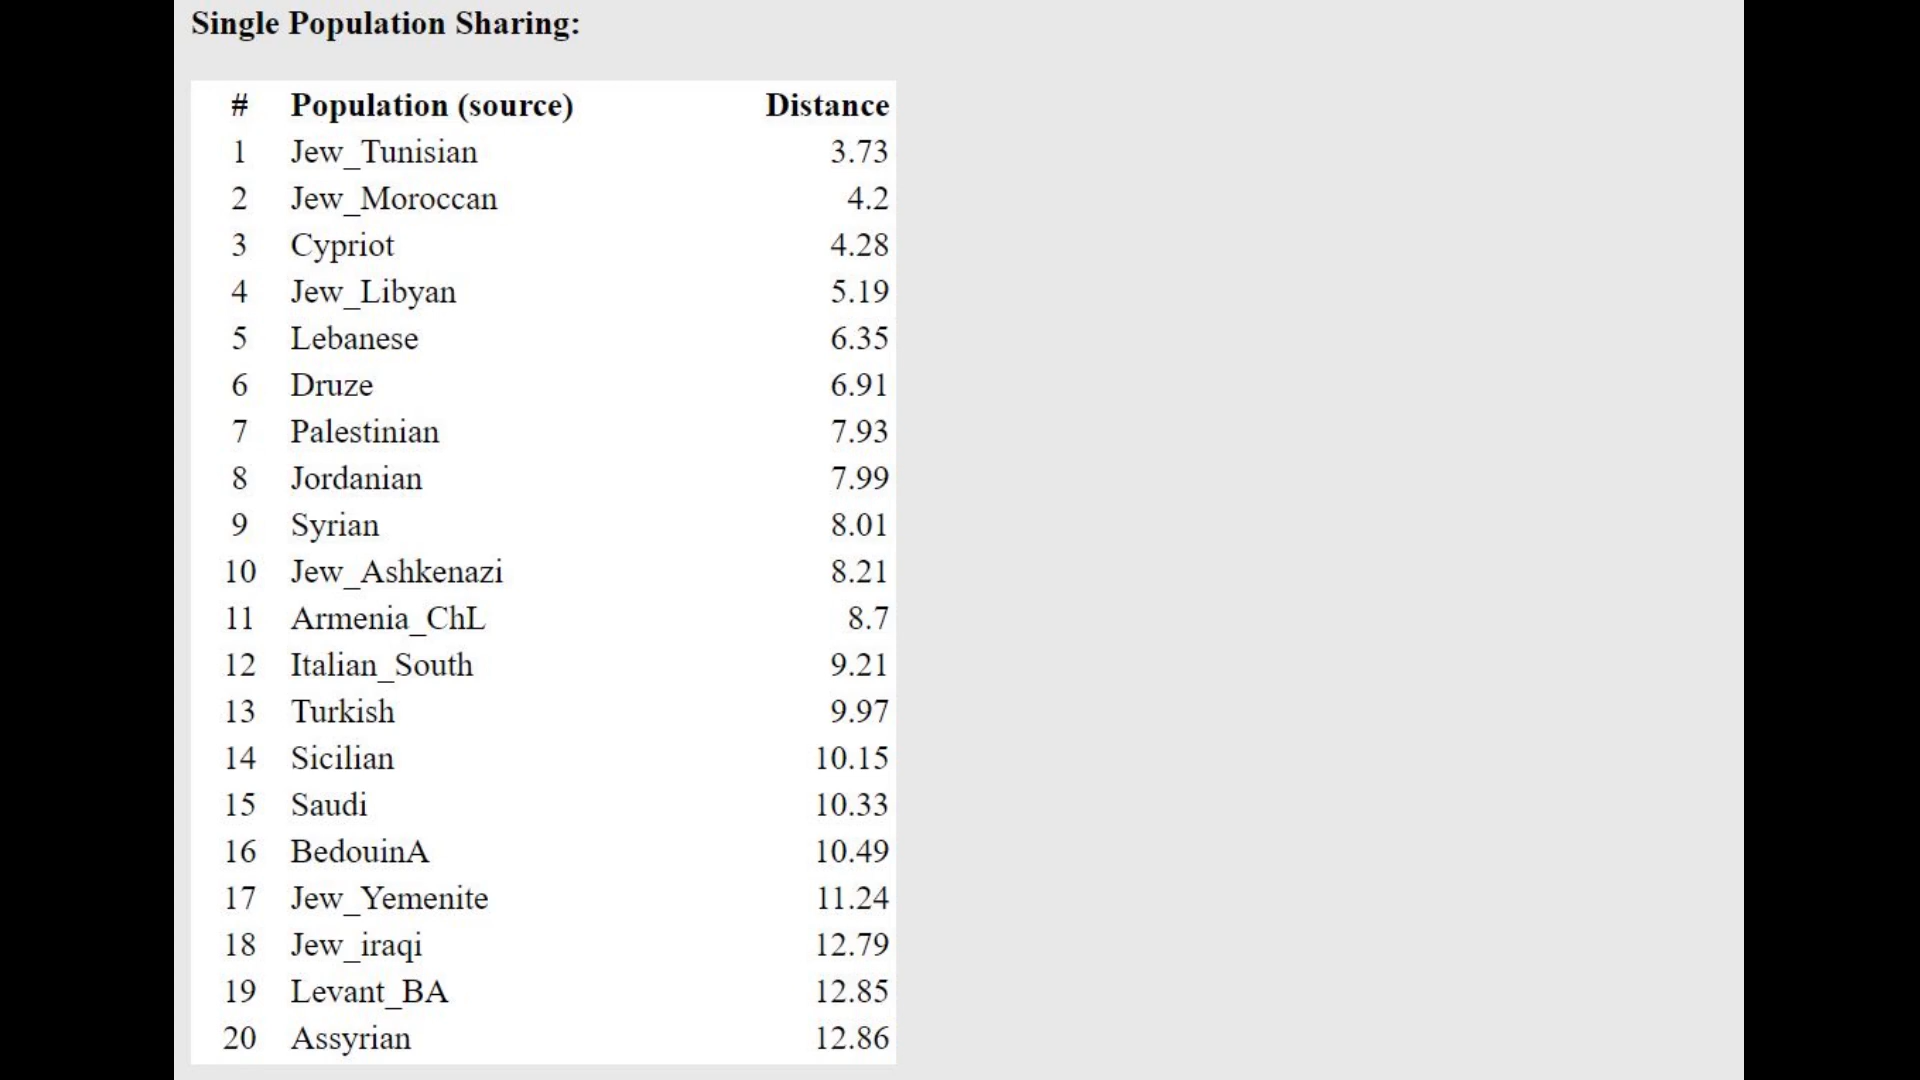 Single Population Sharing:
# Population (source) Distance
1 Jew_Tunisian 3.73
2 Jew_Moroccan 4.2
3 Cypriot 4.28
4 Jew_Libyan 5.19
5 Lebanese 6.35
6 Druze 6.91
7 Palestinian 7.93
8 Jordanian 7.99
9 Syrian 8.01
10 Jew_Ashkenazi 8.21
11 Armenia_ChL 8.7
12 Italian_South 9.21
13 Turkish 9.97
14 Sicilian 10.15
15 Saudi 10.33
16 BedouinA 10.49
17 Jew_Yemenite 11.24
18 Jew_iraqi 12.79
19 Levant_BA 12.85
20 Assyrian 12.86